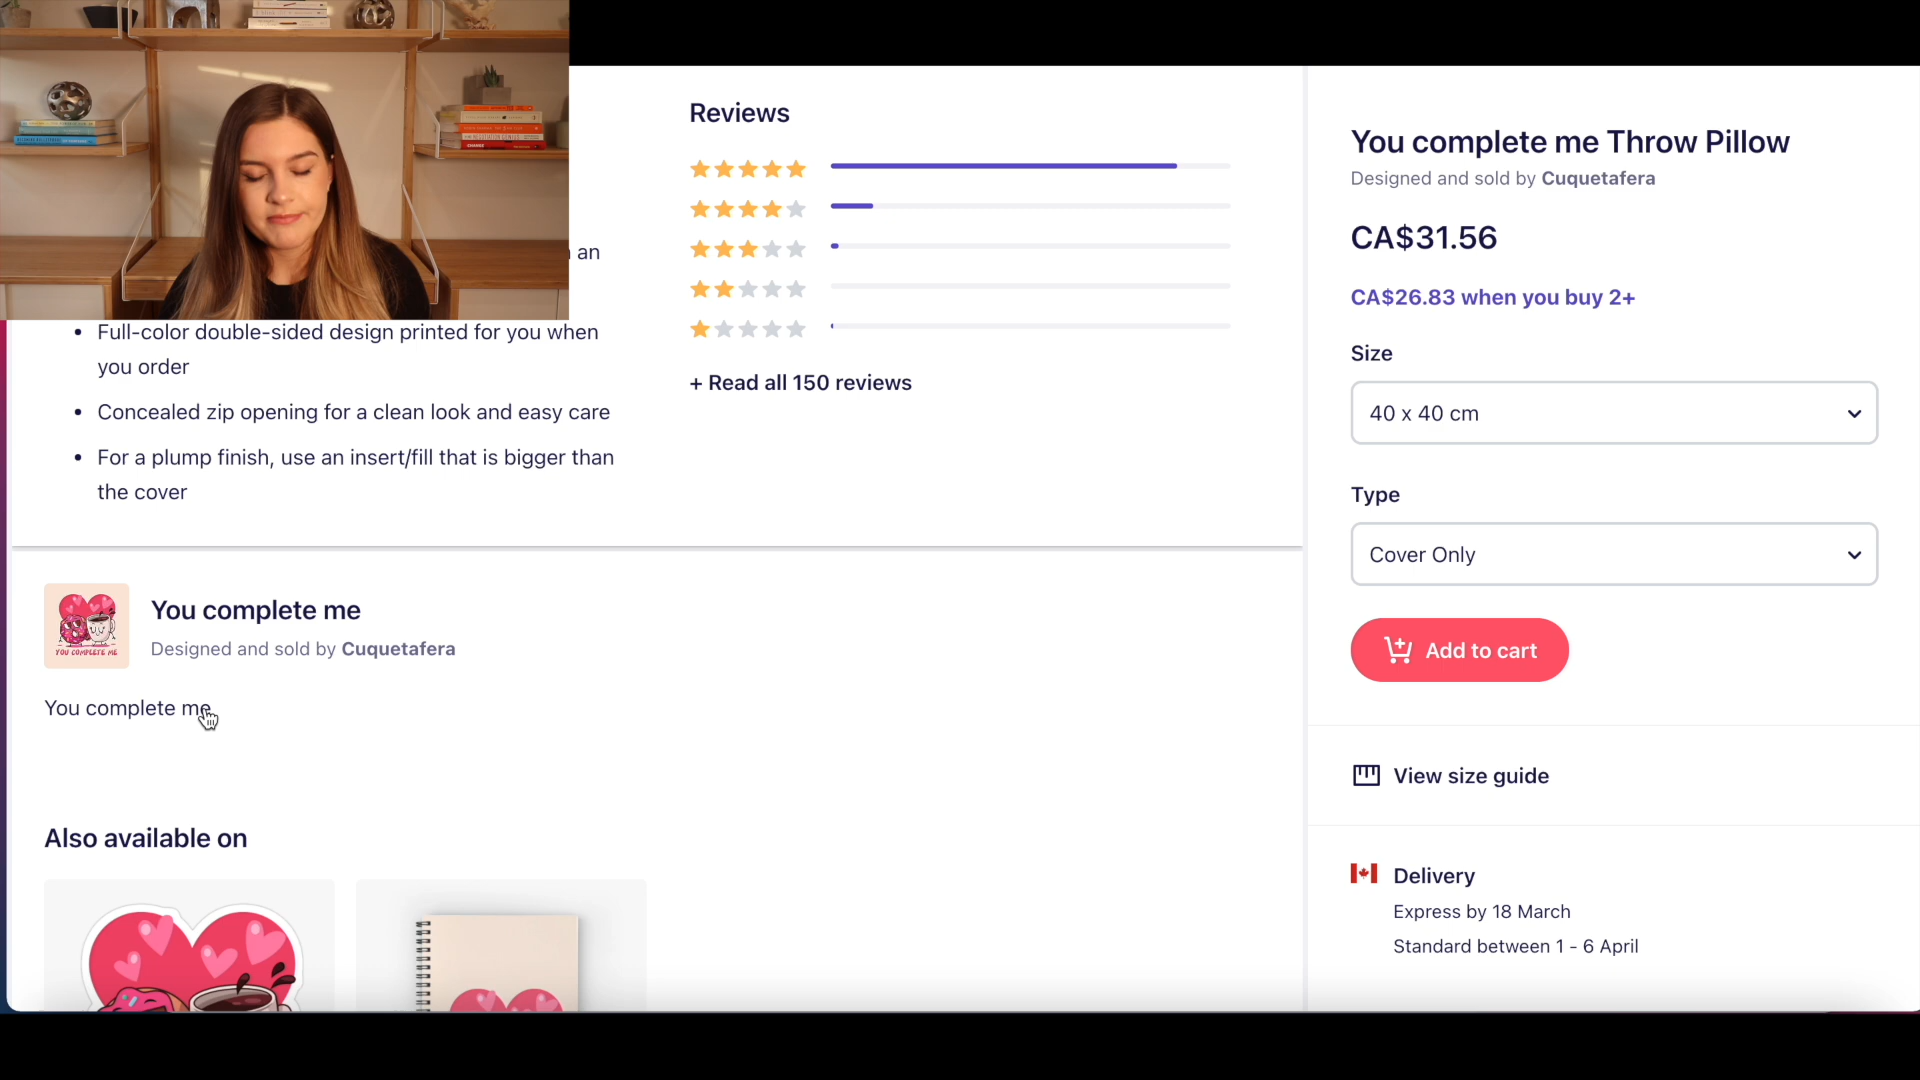 Reviews
an
Full-color double-sided design printed for you when
you order
Concealed zip opening for a clean look and easy care
For a plump finish, use an insert/fill that is bigger than
the cover
+ Read all 150 reviews
You complete me
Designed and sold by Cuquetafera
YOU COMPLETE ME
You complete me
Also available on
You complete me Throw Pillow
Designed and sold by Cuquetafera
CA$31.56
CA$26.83 when you buy 2+
Size
40 x 40 cm
Type
Cover Only
Add to cart
View size guide
Delivery
Express by 18 March
Standard between 1 - 6 April